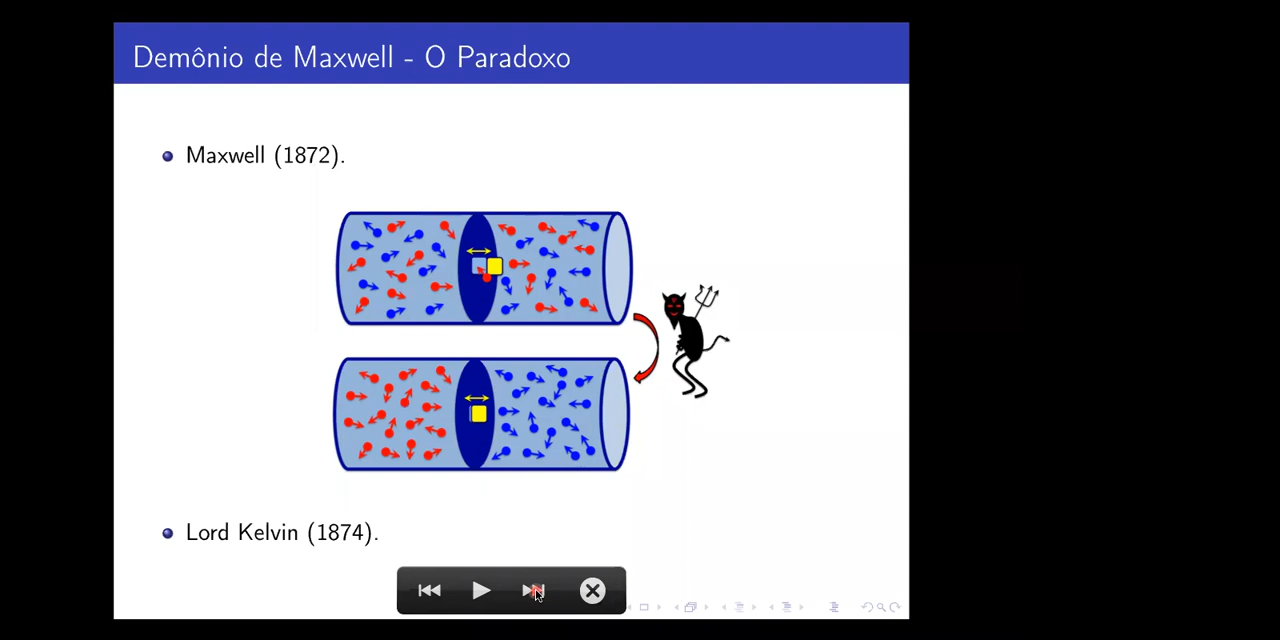 Demônio de Maxwell - O Paradoxo
Maxwell (1872).
Lord Kelvin (1874).